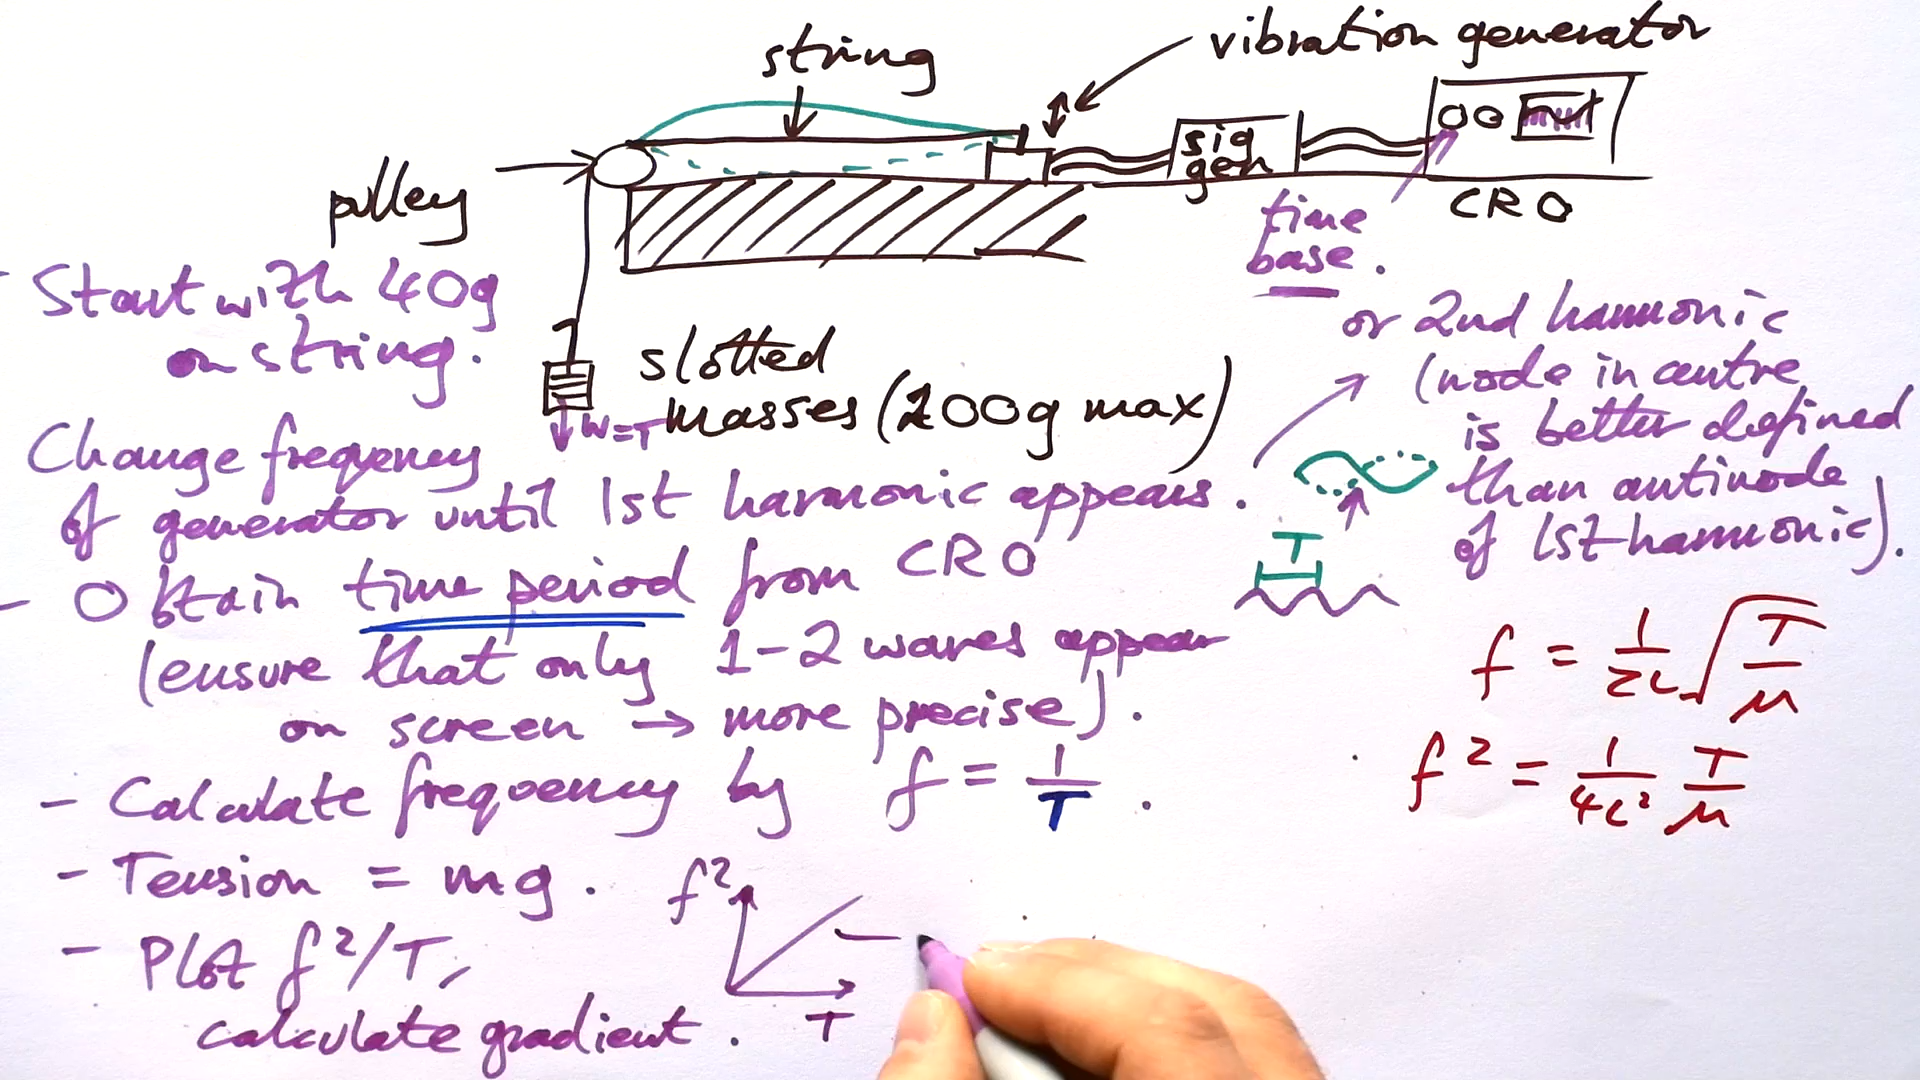 string
vibration generator
pulley
sig
gen
CRO
time
base.
Start with 40g
on string.
slotted
masses (200g max)
W=T
or 2nd harmonic
(node in centre
is better defined
than antinode
of 1st harmonic).
Change frequency
of generator until 1st harmonic appears.
T
- Obtain time period from CRO
(ensure that only 1-2 waves appear
on screen → more precise).
- Calculate frequency by f = 1/T.
- Tension = mg.
- Plot f²/T,
calculate gradient.
f²
T
f = 1/2L √T/μ
f² = 1/4L² T/μ